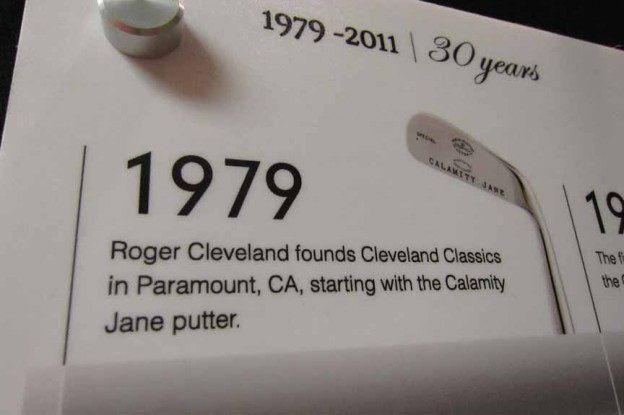 1979 -2011 | 30 years
1979
Roger Cleveland founds Cleveland Classics
in Paramount, CA, starting with the Calamity
Jane putter.
SPECIAL
CALAMITY JANE
19
The fi
the